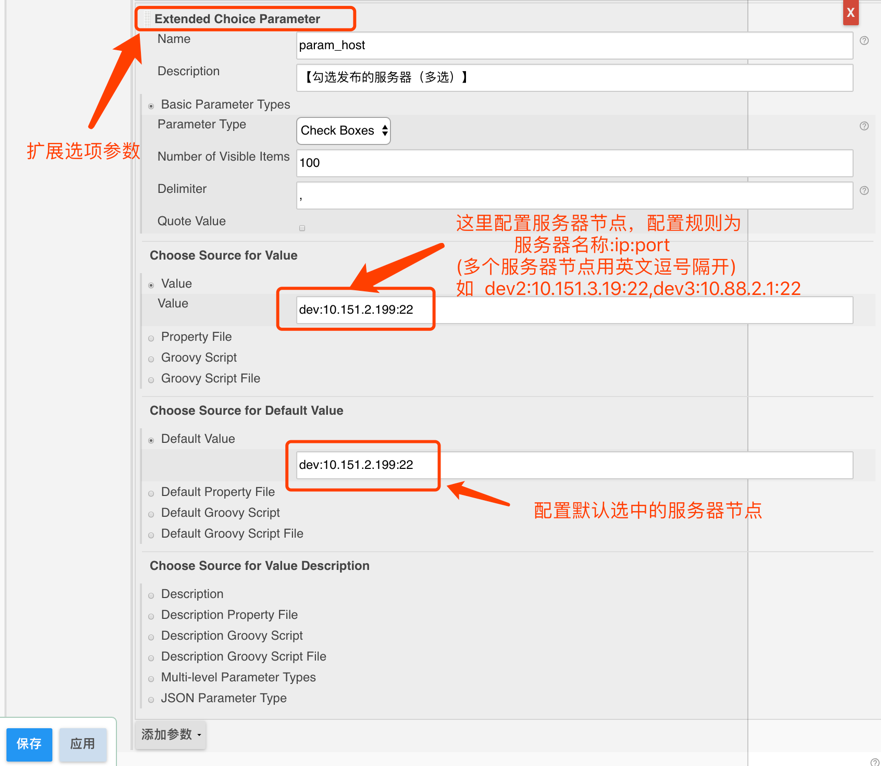 Extended Choice Parameter
X
Name
param_host
Description
【勾选发布的服务器（多选）】
Basic Parameter Types
Parameter Type
Check Boxes
扩展选项参数
Number of Visible Items
100
Delimiter
,
Quote Value
这里配置服务器节点，配置规则为
服务器名称:ip:port
(多个服务器节点用英文逗号隔开)
如 dev2:10.151.3.19:22,dev3:10.88.2.1:22
Choose Source for Value
Value
Value
dev:10.151.2.199:22
Property File
Groovy Script
Groovy Script File
Choose Source for Default Value
Default Value
dev:10.151.2.199:22
Default Property File
Default Groovy Script
Default Groovy Script File
配置默认选中的服务器节点
Choose Source for Value Description
Description
Description Property File
Description Groovy Script
Description Groovy Script File
Multi-level Parameter Types
JSON Parameter Type
添加参数
保存
应用